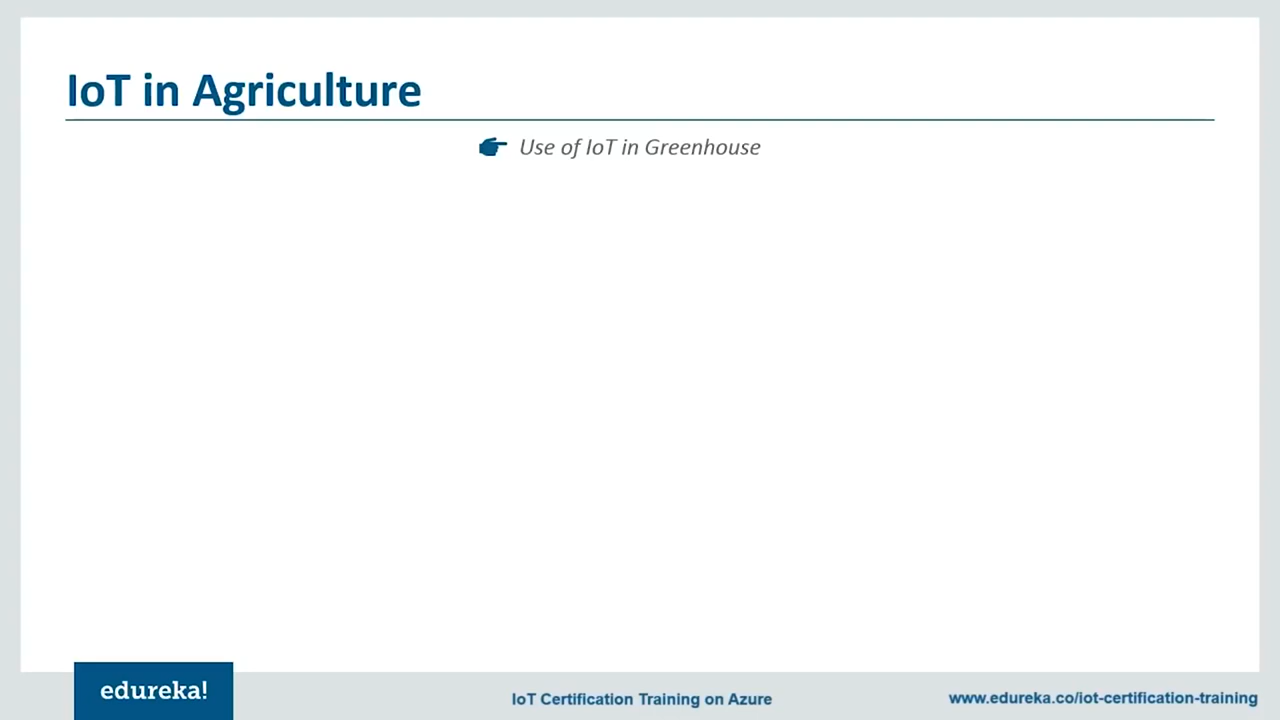 IoT in Agriculture
Use of IoT in Greenhouse
edureka!
IoT Certification Training on Azure
www.edureka.co/iot-certification-training